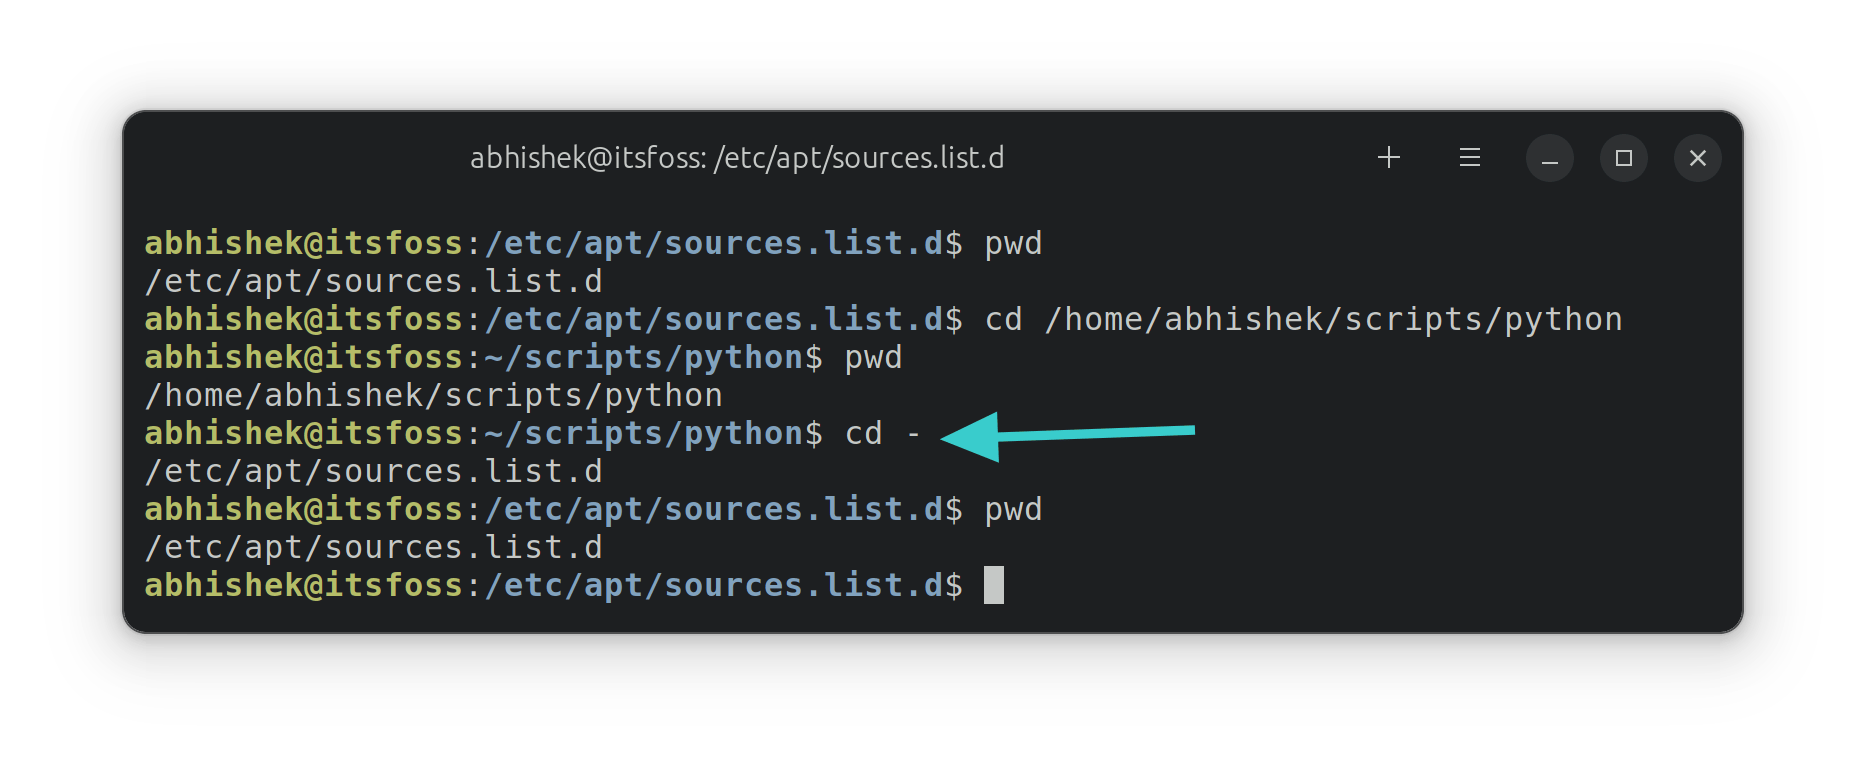 abhishek@itsfoss: /etc/apt/sources.list.d
abhishek@itsfoss:/etc/apt/sources.list.d$ pwd
/etc/apt/sources.list.d
abhishek@itsfoss:/etc/apt/sources.list.d$ cd /home/abhishek/scripts/python
abhishek@itsfoss:~/scripts/python$ pwd
/home/abhishek/scripts/python
abhishek@itsfoss:~/scripts/python$ cd -
/etc/apt/sources.list.d
abhishek@itsfoss:/etc/apt/sources.list.d$ pwd
/etc/apt/sources.list.d
abhishek@itsfoss:/etc/apt/sources.list.d$